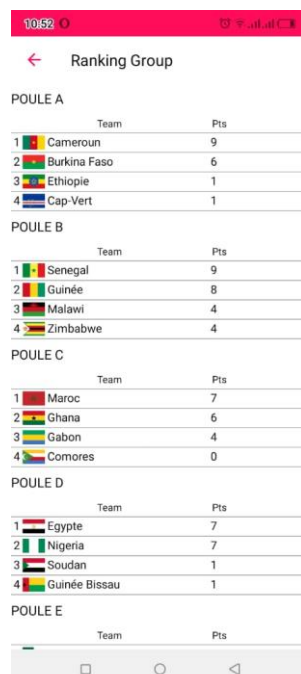 10:52
Ranking Group
POULE A
Team Pts
1 Cameroun 9
2 Burkina Faso 6
3 Ethiopie 1
4 Cap-Vert 1
POULE B
Team Pts
1 Senegal 9
2 Guinée 8
3 Malawi 4
4 Zimbabwe 4
POULE C
Team Pts
1 Maroc 7
2 Ghana 6
3 Gabon 4
4 Comores 0
POULE D
Team Pts
1 Egypte 7
2 Nigeria 7
3 Soudan 1
4 Guinée Bissau 1
POULE E
Team Pts